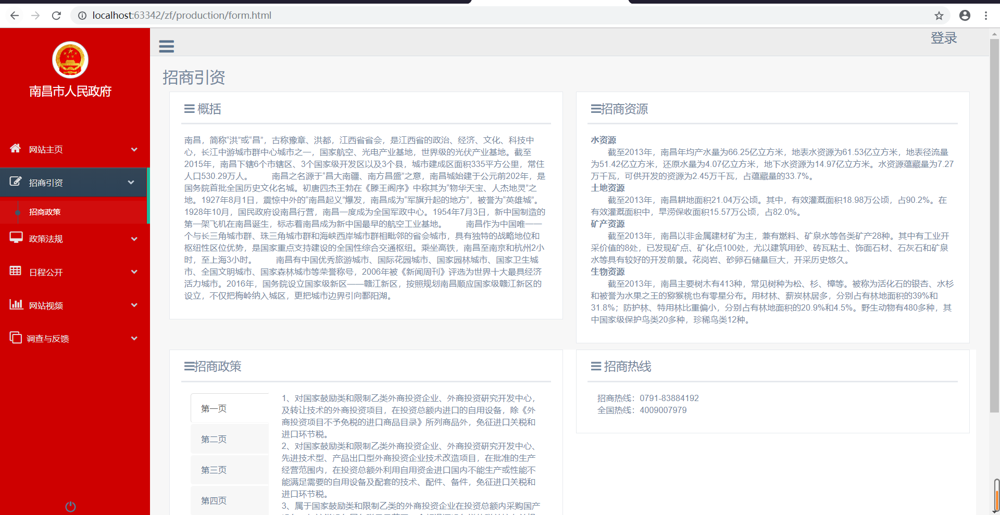 localhost:63342/zf/production/form.html
南昌市人民政府
网站主页
招商引资
招商政策
政策法规
日程公开
网站视频
调查与反馈
登录
招商引资
概括
南昌，简称“洪”或“昌”，古称豫章、洪都，江西省省会，是江西省的政治、经济、文化、科技中
心，长江中游城市群中心城市之一，国家航空、光电产业基地，世界级的光伏产业基地。截至
2015年，南昌下辖6个市辖区、3个国家级开发区以及3个县，城市建成区面积335平方公里，常住
人口530.29万人。 南昌之名源于“昌大南疆、南方昌盛”之意，南昌城始建于公元前202年，是
国务院首批全国历史文化名城。初唐四杰王勃在《滕王阁序》中称其为“物华天宝、人杰地灵”之
地。1927年8月1日，震惊中外的“南昌起义”爆发，南昌成为“军旗升起的地方”，被誉为“英雄城”。
1928年10月，国民政府设南昌行营，南昌一度成为全国军政中心。1954年7月3日，新中国制造的
第一架飞机在南昌诞生，标志着南昌成为新中国最早的航空工业基地。 南昌作为中国唯一一
个与长三角城市群、珠三角城市群和海峡西岸城市群相毗邻的省会城市，具有独特的战略地位和
枢纽性区位优势，是国家重点支持建设的全国性综合交通枢纽。乘坐高铁，南昌至南京和杭州2小
时，至上海3小时。 南昌有中国优秀旅游城市、国际花园城市、国家园林城市、国家卫生城
市、全国文明城市、国家森林城市等荣誉称号，2006年被《新闻周刊》评选为世界十大最具经济
活力城市。2016年，国务院设立国家级新区——赣江新区，按照规划南昌顺应国家级赣江新区的
设立，不仅把梅岭纳入城区，更把城市边界引向鄱阳湖。
招商资源
水资源
截至2013年，南昌年均产水量为66.25亿立方米，地表水资源为61.53亿立方米，地表径流量
为51.42亿立方米，还原水量为4.07亿立方米，地下水资源为14.97亿立方米。水资源蕴藏量为7.27
万千瓦，可供开发的资源为2.45万千瓦，占蕴藏量的33.7%。
土地资源
截至2013年，南昌耕地面积21.04万公顷。其中，有效灌溉面积18.98万公顷，占90.2%。在
有效灌溉面积中，旱涝保收面积15.57万公顷，占82.0%。
矿产资源
截至2013年，南昌以非金属建材矿为主，兼有燃料、矿泉水等各类矿产28种。其中有工业开
采价值的8处，已发现矿点、矿化点100处，尤以建筑用砂、砖瓦粘土、饰面石材、石灰石和矿泉
水等具有较好的开发前景。花岗岩、砂卵石储量巨大，开采历史悠久。
生物资源
截至2013年，南昌主要树木有413种，常见树种为松、杉、樟等。被称为活化石的银杏、水杉
和被誉为水果之王的猕猴桃也有零星分布。用材林、薪炭林居多，分别占有林地面积的39%和
31.8%；防护林、特用林比重偏小，分别占有林地面积的20.9%和4.5%。野生动物有480多种，其
中国家级保护鸟类20多种，珍稀鸟类12种。
招商政策
第一页
第二页
第三页
第四页
1、对国家鼓励类和限制乙类外商投资企业、外商投资研究开发中心，
及转让技术的外商投资项目，在投资总额内进口的自用设备，除《外
商投资项目不予免税的进口商品目录》所列商品外，免征进口关税和
进口环节税。
2、对国家鼓励类和限制乙类外商投资企业、外商投资研究开发中心、
先进技术型、产品出口型外商投资企业技术改造项目，在批准的生产
经营范围内，在投资总额外利用自用资金进口国内不能生产或性能不
能满足需要的自用设备及配套的技术、配件、备件，免征进口关税和
进口环节税。
3、属于国家鼓励类和限制乙类的外商投资企业在投资总额内采购国产
招商热线
招商热线：0791-83884192
全国热线：4009007979